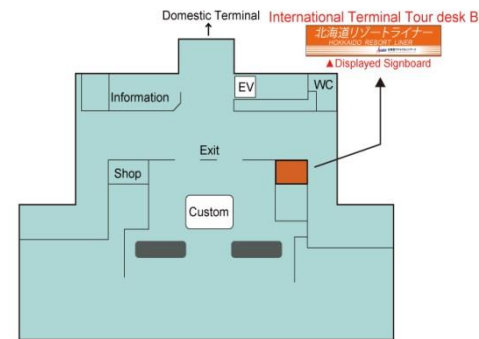 Domestic Terminal
International Terminal Tour desk B
北海道リゾートライナー
HOKKAIDO RESORT LINER
▲Displayed Signboard
EV
WC
Information
Exit
Shop
Custom